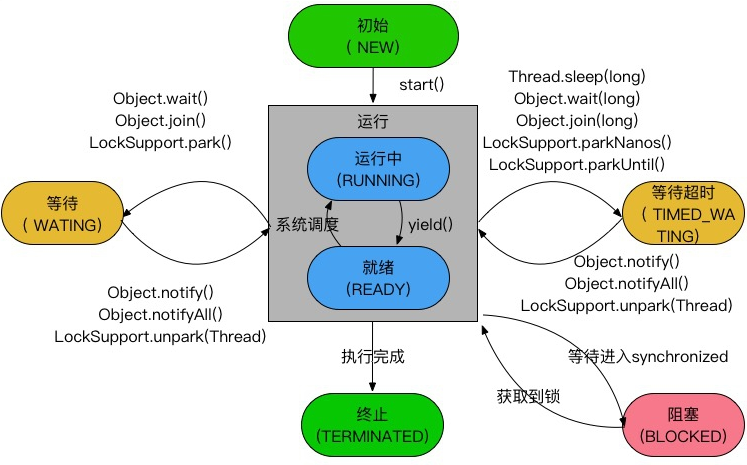 初始
( NEW)
start()
Object.wait()
Object.join()
LockSupport.park()
Thread.sleep(long)
Object.wait(long)
Object.join(long)
LockSupport.parkNanos()
LockSupport.parkUntil()
运行
运行中
(RUNNING)
系统调度
yield()
就绪
(READY)
等待
( WATING)
等待超时
( TIMED_WA
TING)
Object.notify()
Object.notifyAll()
LockSupport.unpark(Thread)
Object.notify()
Object.notifyAll()
LockSupport.unpark(Thread)
执行完成
等待进入synchronized
获取到锁
终止
(TERMINATED)
阻塞
(BLOCKED)